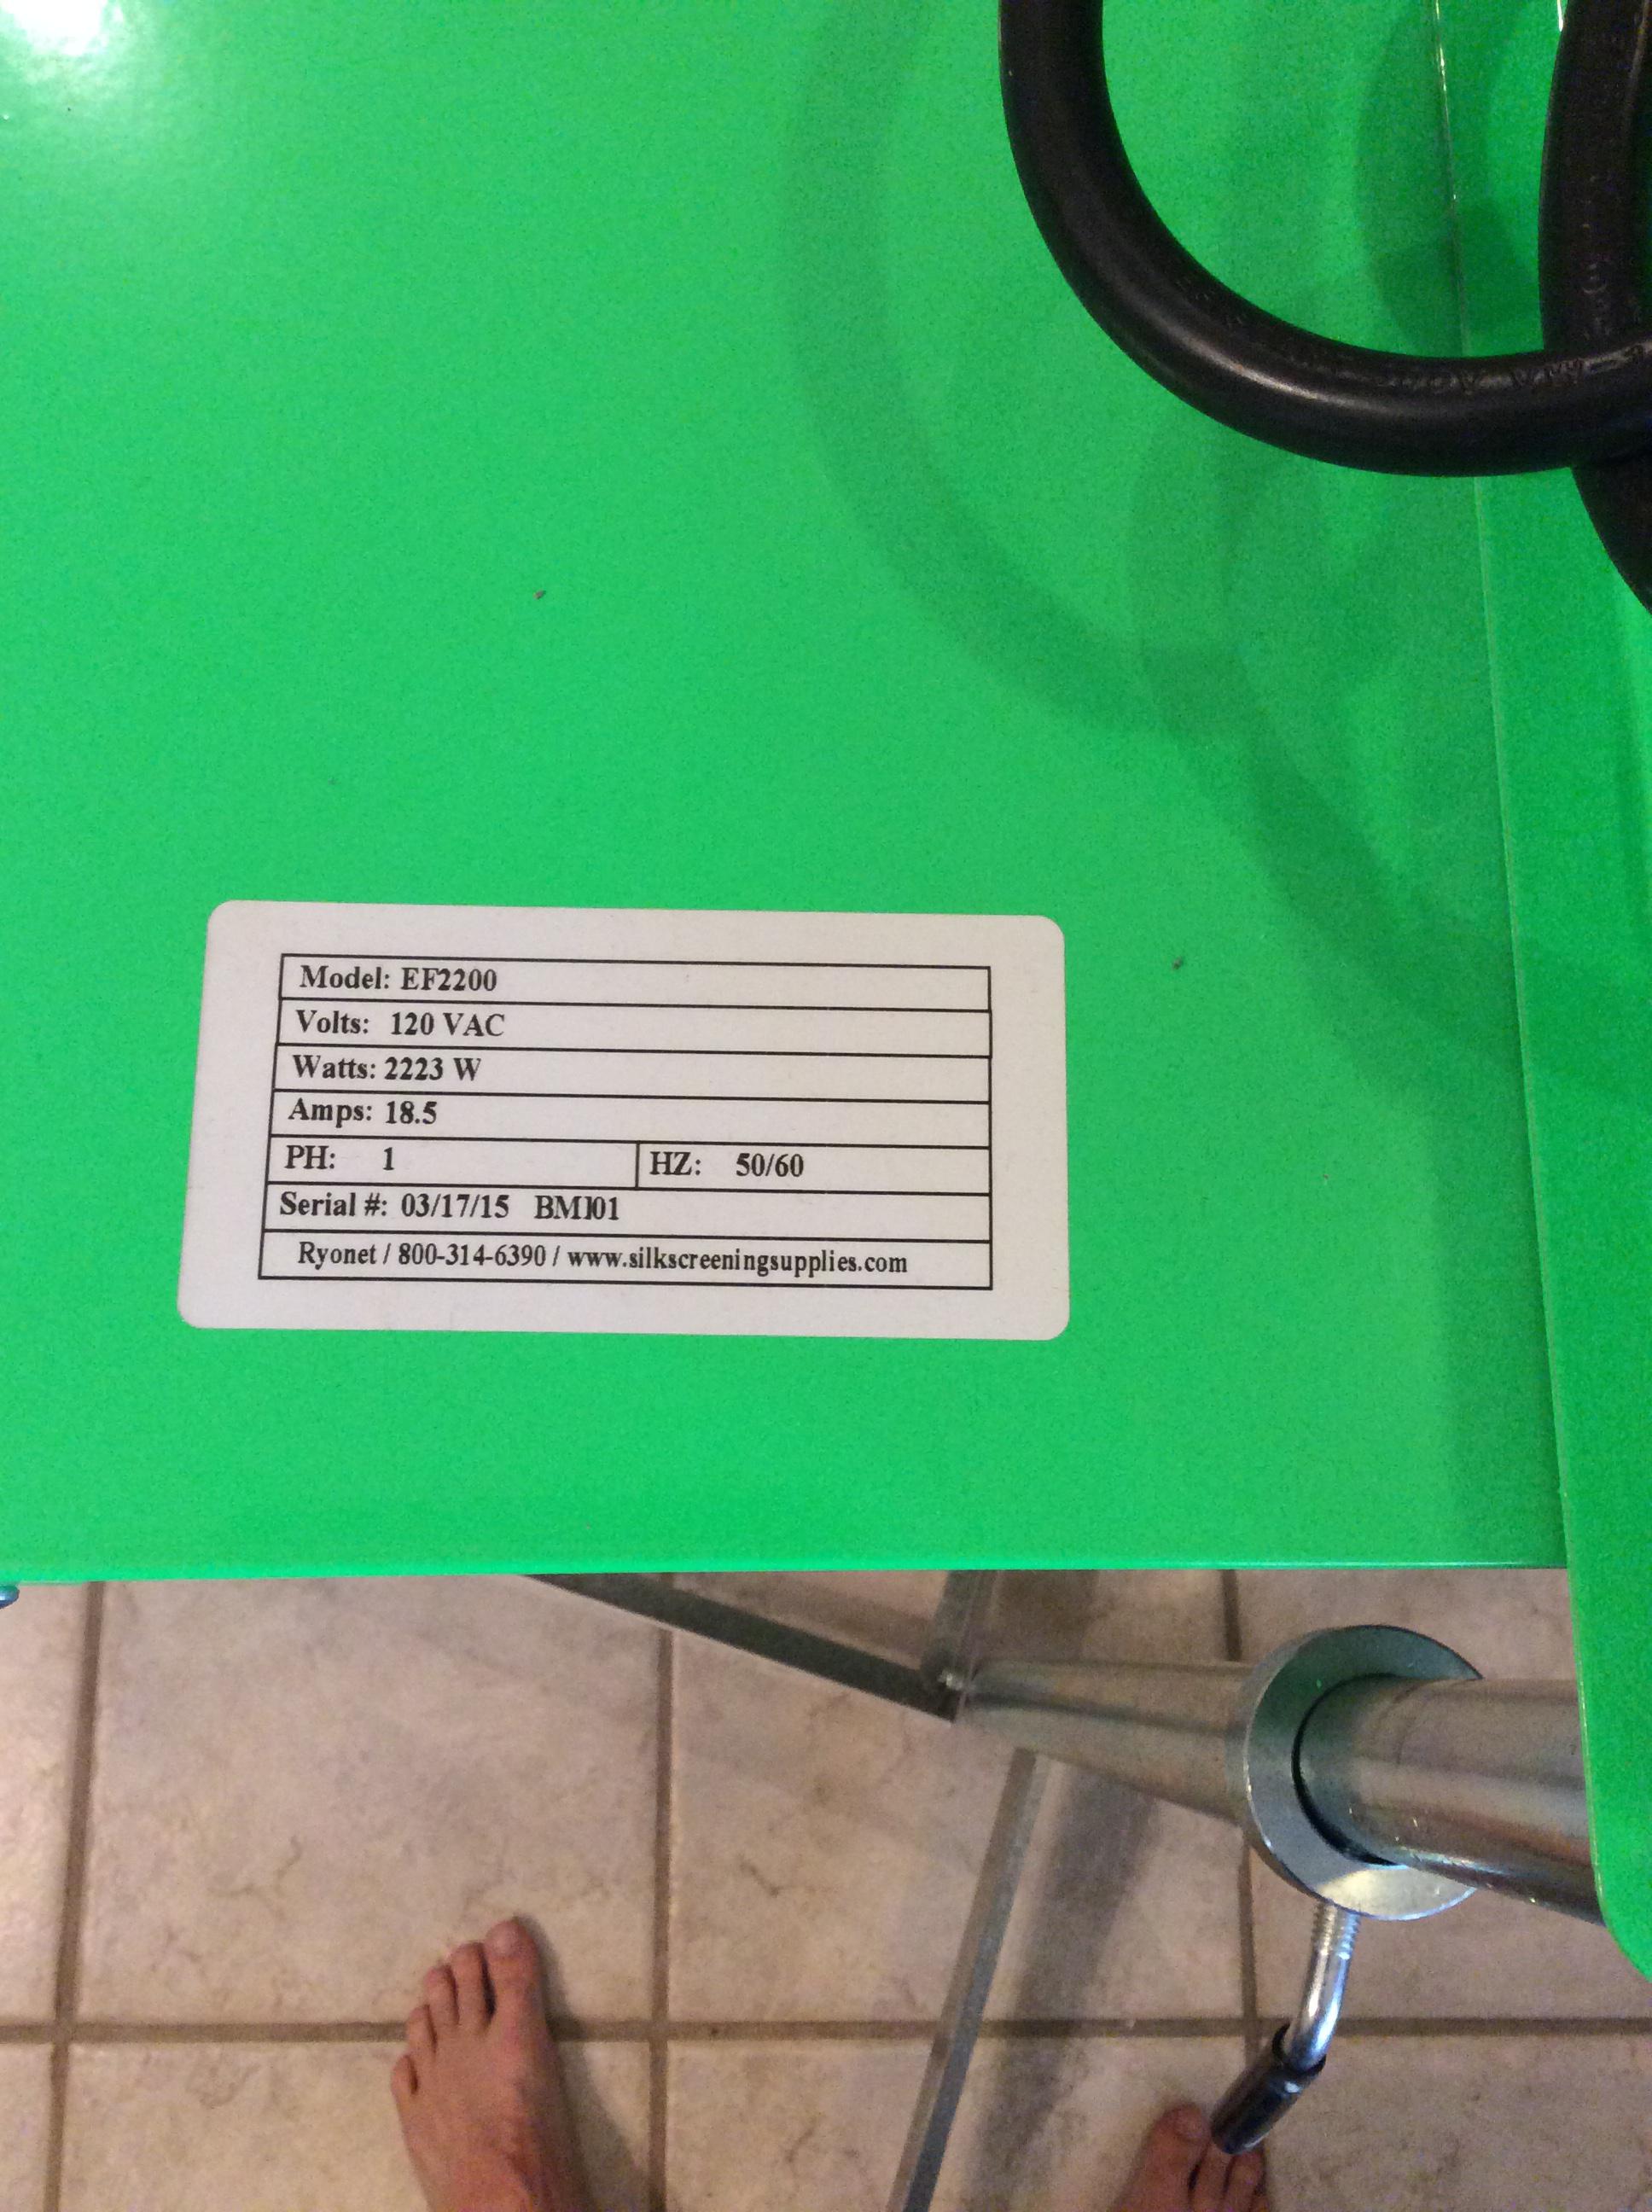 Model: EF2200
Volts: 120 VAC
Watts: 2223 W
Amps: 18.5
PH: 1 HZ: 50/60
Serial #: 03/17/15 BMI01
Ryonet / 800-314-6390 / www.silkscreeningsupplies.com